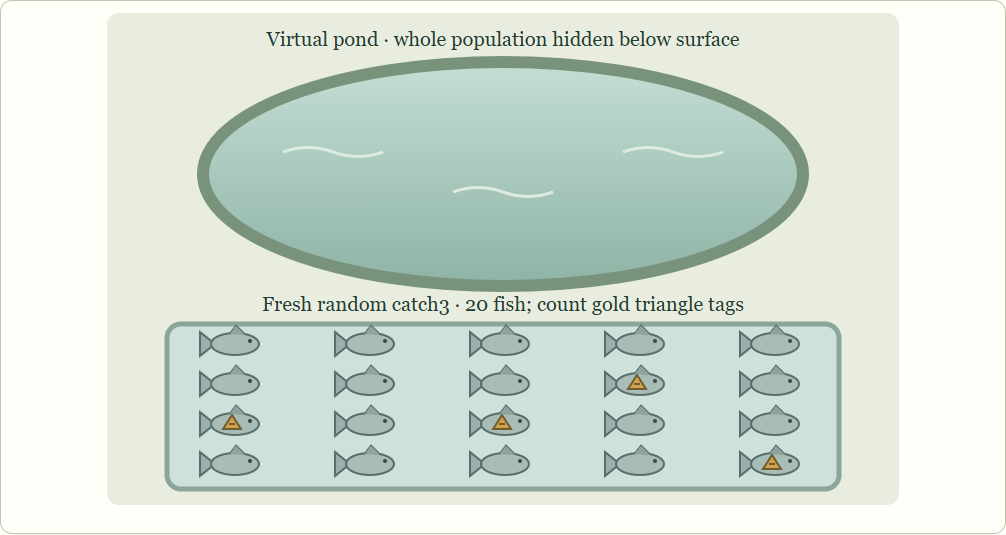 Virtual pond · whole population hidden below surface
Fresh random catch3 · 20 fish; count gold triangle tags